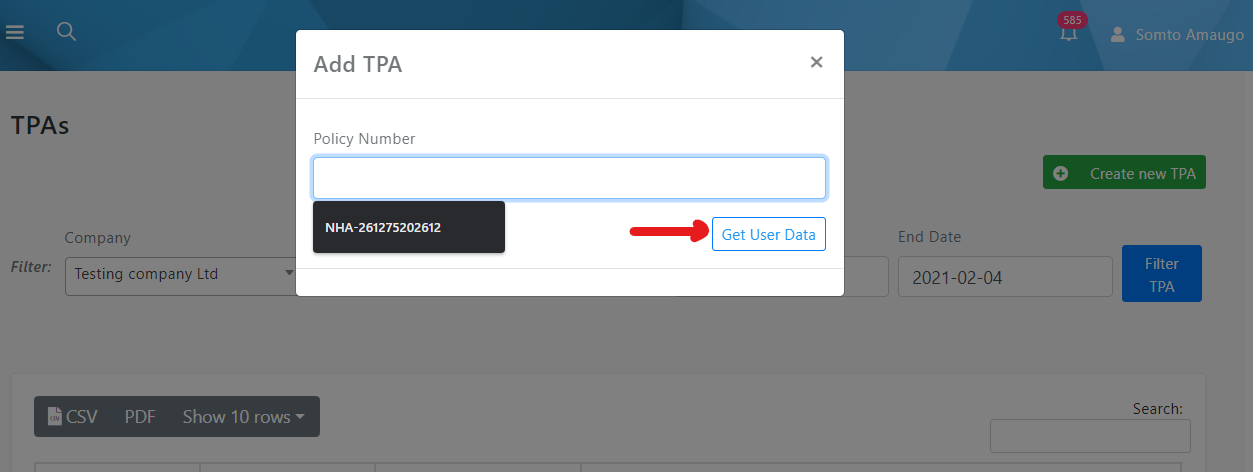 585
Somto Amaugo
Add TPA
×
TPAs
Policy Number
Create new TPA
NHA-261275202612
Get User Data
Company
End Date
Filter:
Testing company Ltd
2021-02-04
Filter
TPA
CSV
PDF
Show 10 rows
Search: